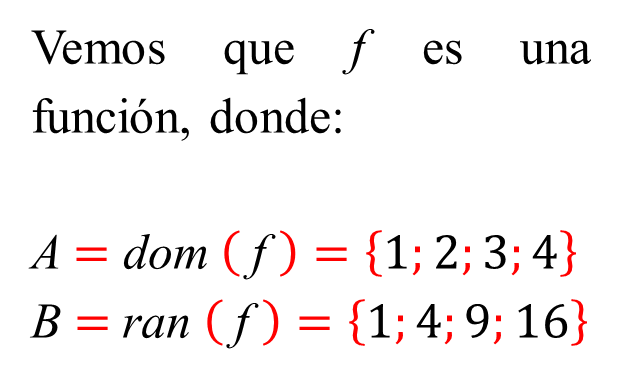 Vemos que f es una
función, donde:
A = dom (f) = {1; 2; 3; 4}
B = ran (f) = {1; 4; 9; 16}